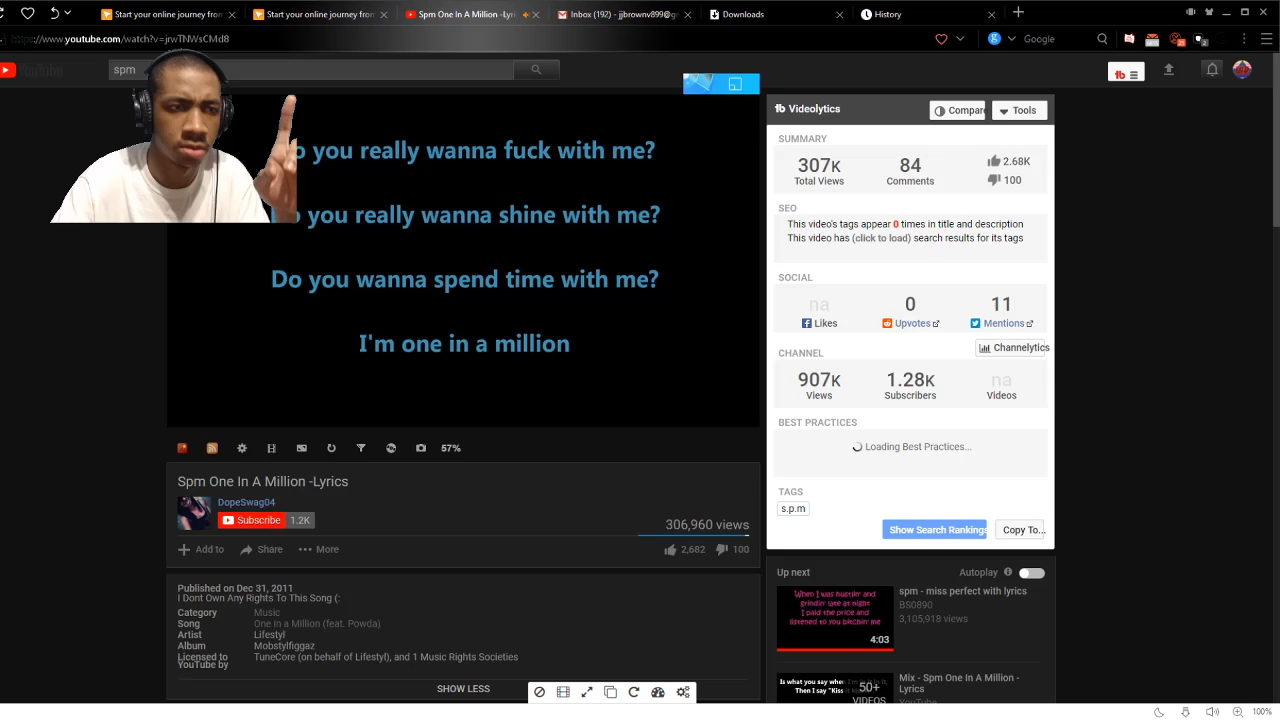 Start your online journey from
Start your online journey from
Spm One In A Million -Lyri
Inbox (192) - jjbrownv899@g
Downloads
History
https://www.youtube.com/watch?v=jrwTNWsCMd8
Google
spm
o you really wanna fuck with me?
o you really wanna shine with me?
Do you wanna spend time with me?
I'm one in a million
57%
Spm One In A Million -Lyrics
DopeSwag04
Subscribe 1.2K
306,960 views
Add to Share More
2,682 100
Published on Dec 31, 2011
I Dont Own Any Rights To This Song (:
Category Music
Song One in a Million (feat. Powda)
Artist Lifestyl
Album Mobstylfiggaz
Licensed to YouTube by TuneCore (on behalf of Lifestyl), and 1 Music Rights Societies
SHOW LESS
Videolytics
Compare
Tools
SUMMARY
307K 84 2.68K
Total Views Comments 100
SEO
This video's tags appear 0 times in title and description
This video has (click to load) search results for its tags
SOCIAL
na 0 11
Likes Upvotes Mentions
CHANNEL
Channelytics
907K 1.28K na
Views Subscribers Videos
BEST PRACTICES
Loading Best Practices...
TAGS
s.p.m
Show Search Rankings Copy To...
Up next Autoplay
When I was hustlin' and
grindin' late at night
I paid the price and
listened to you bitchin' me
4:03
spm - miss perfect with lyrics
BS0890
3,105,918 views
Is what you say when
Then I say "Kiss
50+
VIDEOS
Mix - Spm One In A Million -
Lyrics
YouTube
100%